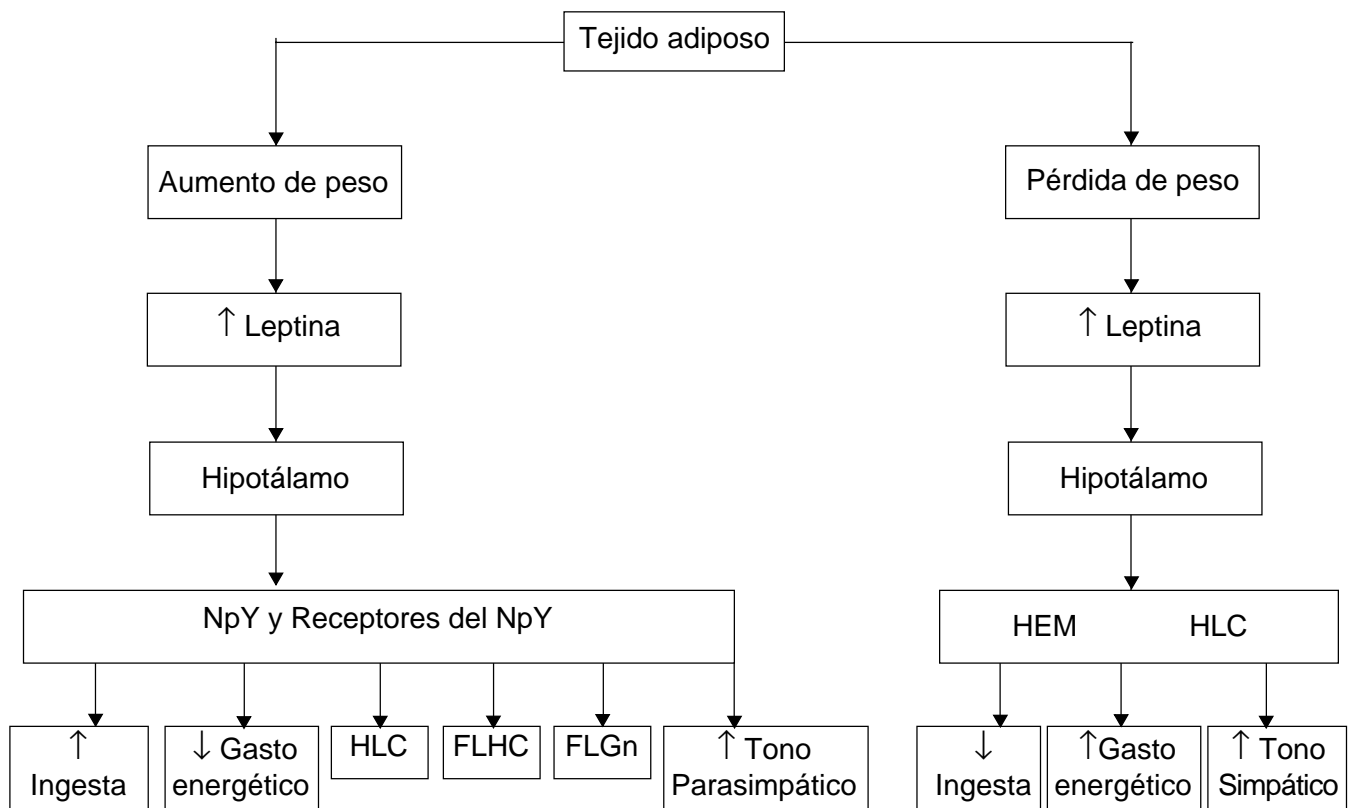 Tejido adiposo
Aumento de peso
Pérdida de peso
↑ Leptina
↑ Leptina
Hipotálamo
Hipotálamo
NpY y Receptores del NpY
HEM HLC
↑
Ingesta
↓ Gasto
energético
HLC
FLHC
FLGn
↑ Tono
Parasimpático
↓
Ingesta
↑Gasto
energético
↑ Tono
Simpático